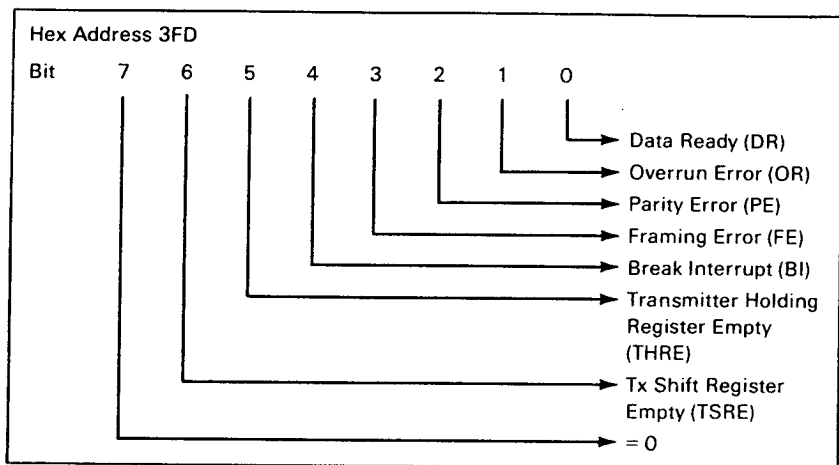 Hex Address 3FD
Bit 7 6 5 4 3 2 1 0
Data Ready (DR)
Overrun Error (OR)
Parity Error (PE)
Framing Error (FE)
Break Interrupt (BI)
Transmitter Holding
Register Empty
(THRE)
Tx Shift Register
Empty (TSRE)
= 0